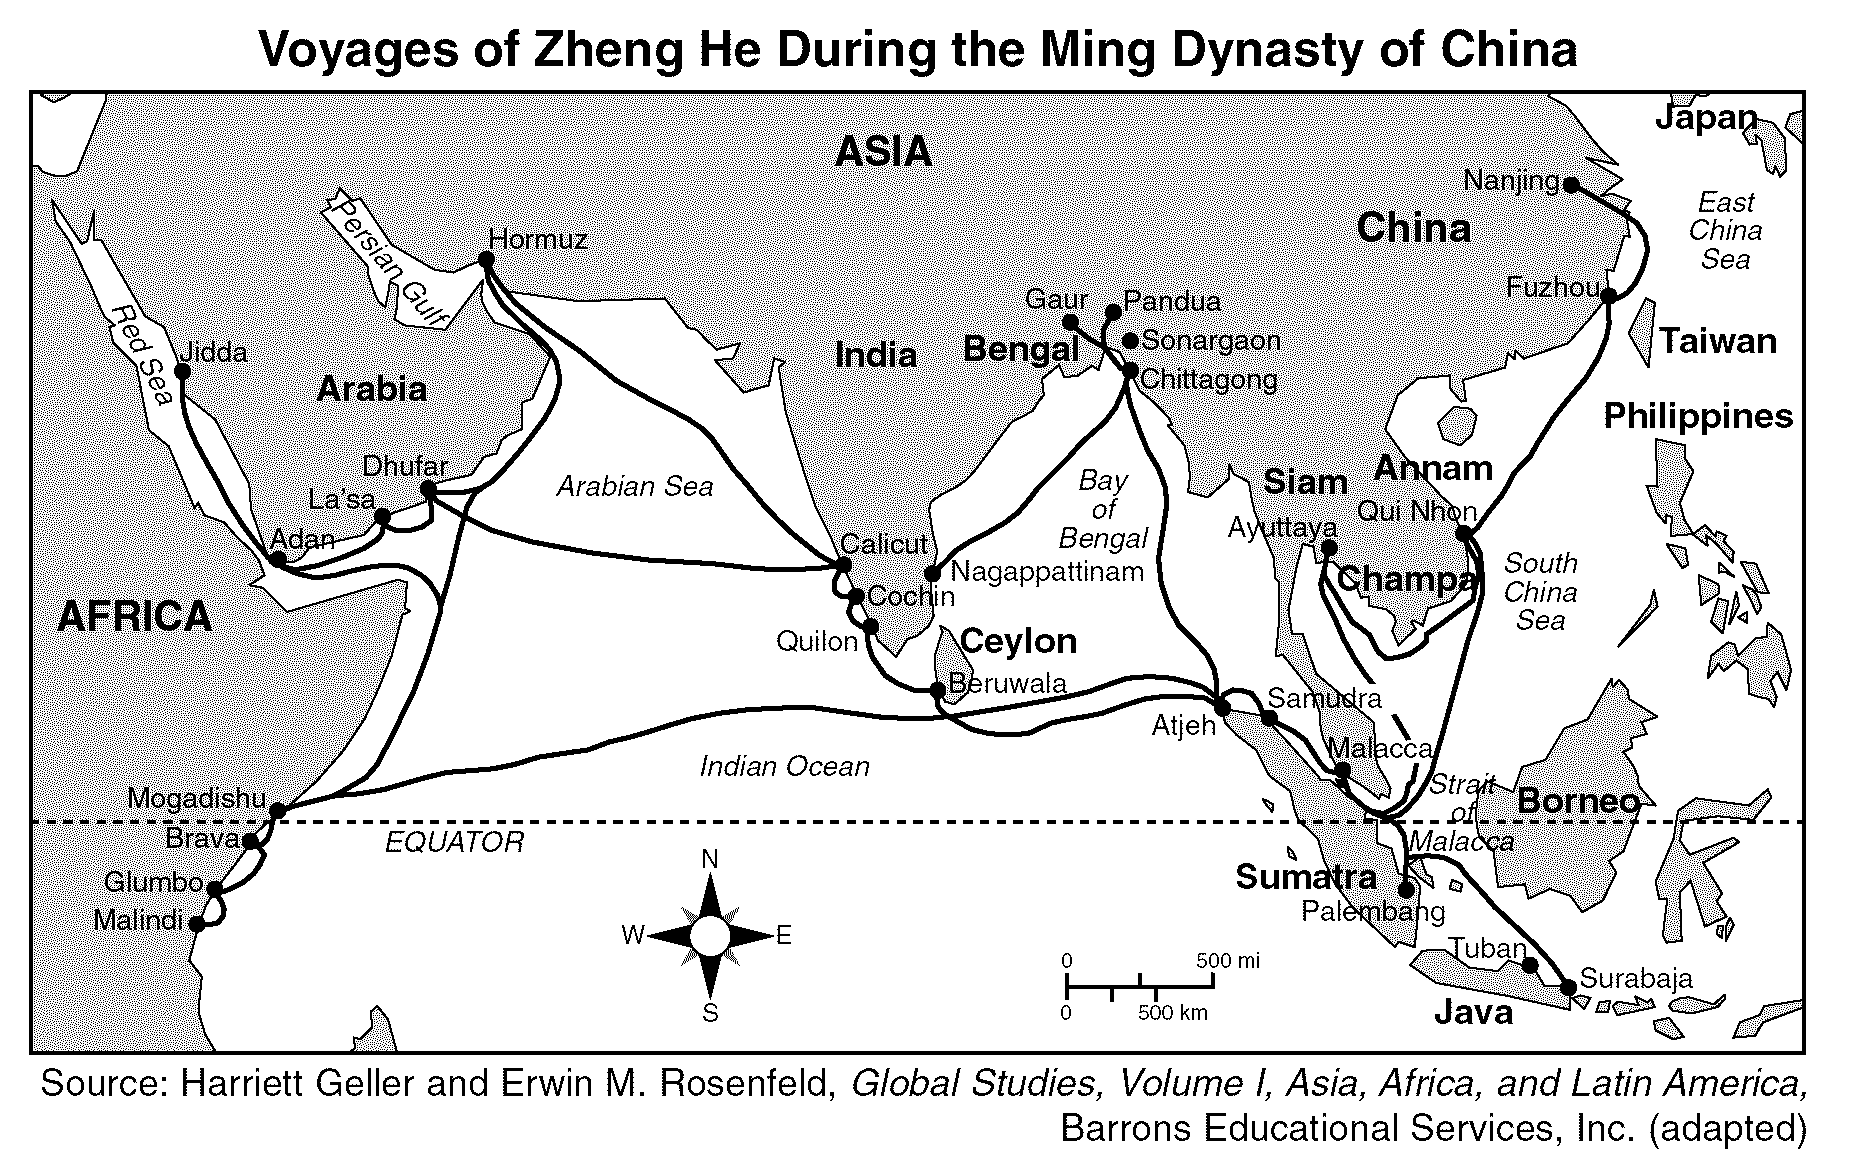 Voyages of Zheng He During the Ming Dynasty of China
Japan
ASIA
Nanjing
China
East
China
Sea
Persian Gulf
Hormuz
Fuzhou
Gaur
Pandua
Red Sea
Jidda
India
Bengal
Sonargaon
Taiwan
Arabia
Chittagong
Philippines
Dhufar
Arabian Sea
Bay
of
Bengal
Siam
Annam
La'sa
Qui Nhon
Ayuttaya
Adan
Calicut
Nagappattinam
Champa
South
China
Sea
AFRICA
Cochin
Quilon
Ceylon
Beruwala
Samudra
Atjeh
Malacca
Indian Ocean
Strait
of
Malacca
Mogadishu
Borneo
Brava
EQUATOR
Glumbo
Sumatra
Malindi
Palembang
N
W
E
S
0
500 mi
0
500 km
Tuban
Surabaja
Java
Source: Harriett Geller and Erwin M. Rosenfeld, Global Studies, Volume I, Asia, Africa, and Latin America,
Barrons Educational Services, Inc. (adapted)